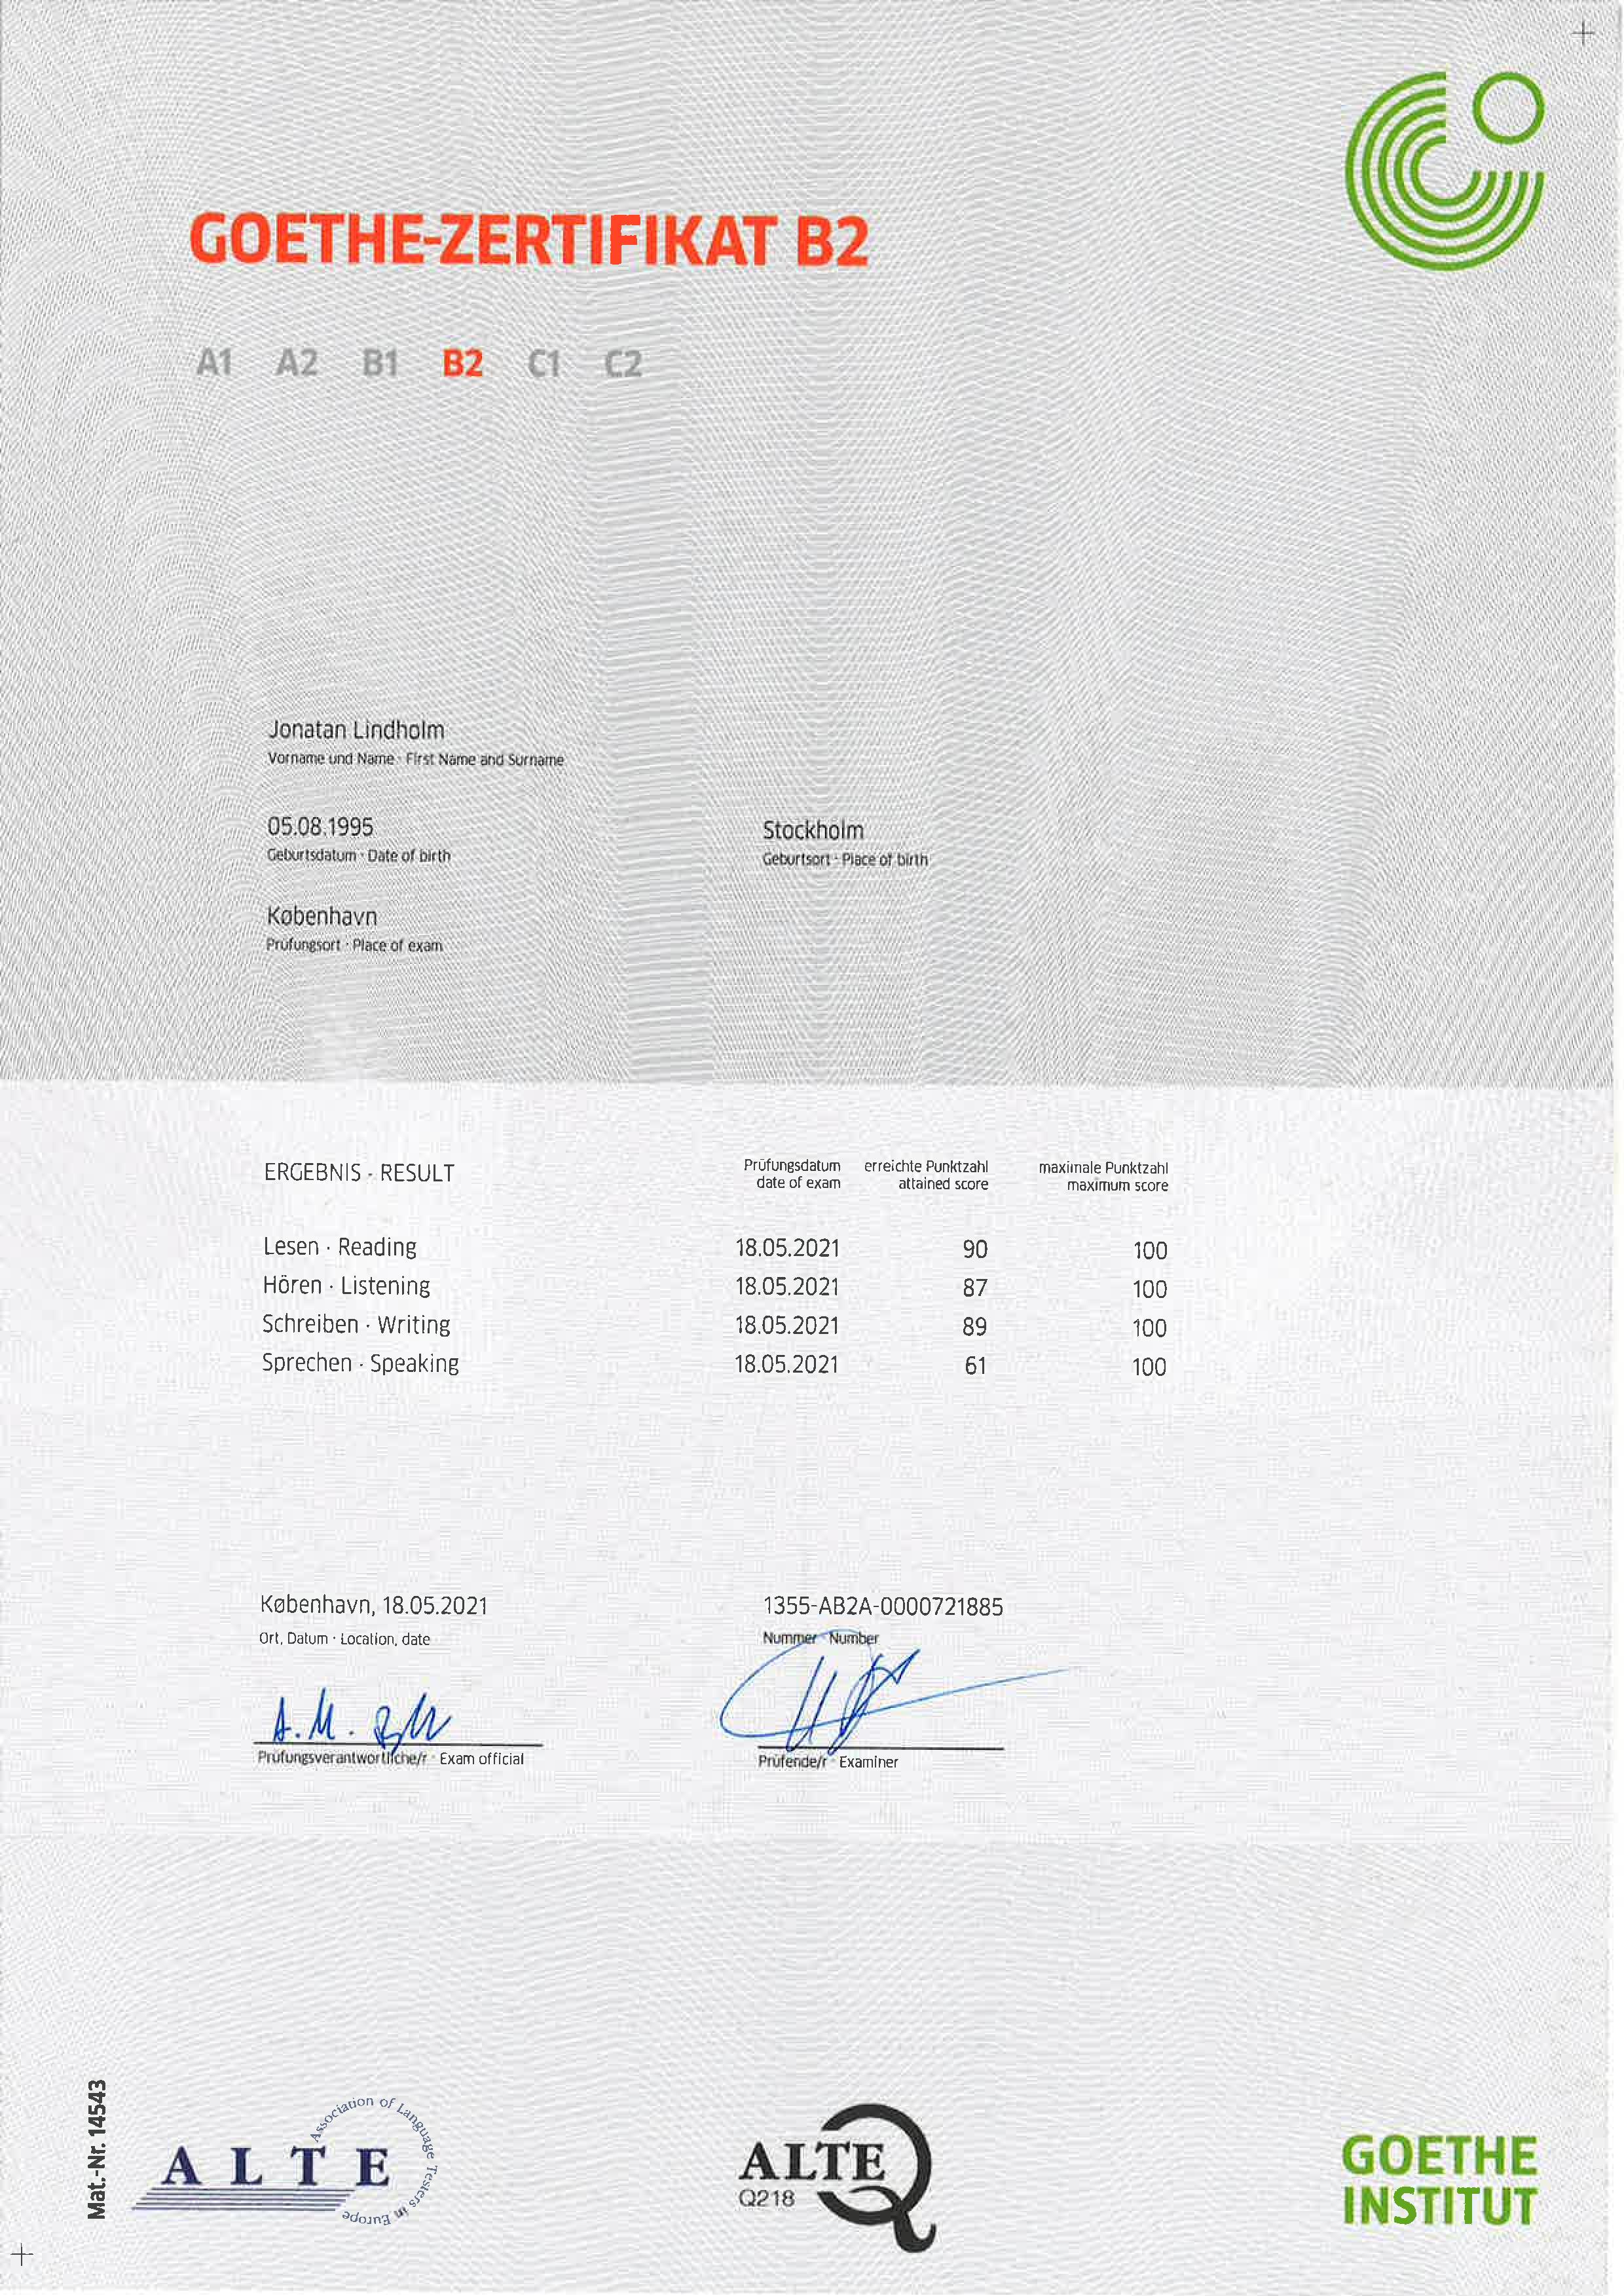 GOETHE-ZERTIFIKAT B2
A1 A2 B1 B2 C1 C2
Jonatan Lindholm
Vorname und Name · First Name and Surname
05.08.1995
Geburtsdatum · Date of birth
Stockholm
Geburtsort · Place of birth
København
Prüfungsort · Place of exam
ERGEBNIS · RESULT
Prüfungsdatum erreichte Punktzahl maximale Punktzahl
date of exam attained score maximum score
Lesen · Reading 18.05.2021 90 100
Hören · Listening 18.05.2021 87 100
Schreiben · Writing 18.05.2021 89 100
Sprechen · Speaking 18.05.2021 61 100
København, 18.05.2021
Ort, Datum · Location, date
1355-AB2A-0000721885
Nummer · Number
A. M.
Prüfungsverantwortliche/r · Exam official
Prüfende/r · Examiner
Mat.-Nr. 14543
ALTE
Association of Language Testers in Europe
ALTE
Q218
GOETHE
INSTITUT